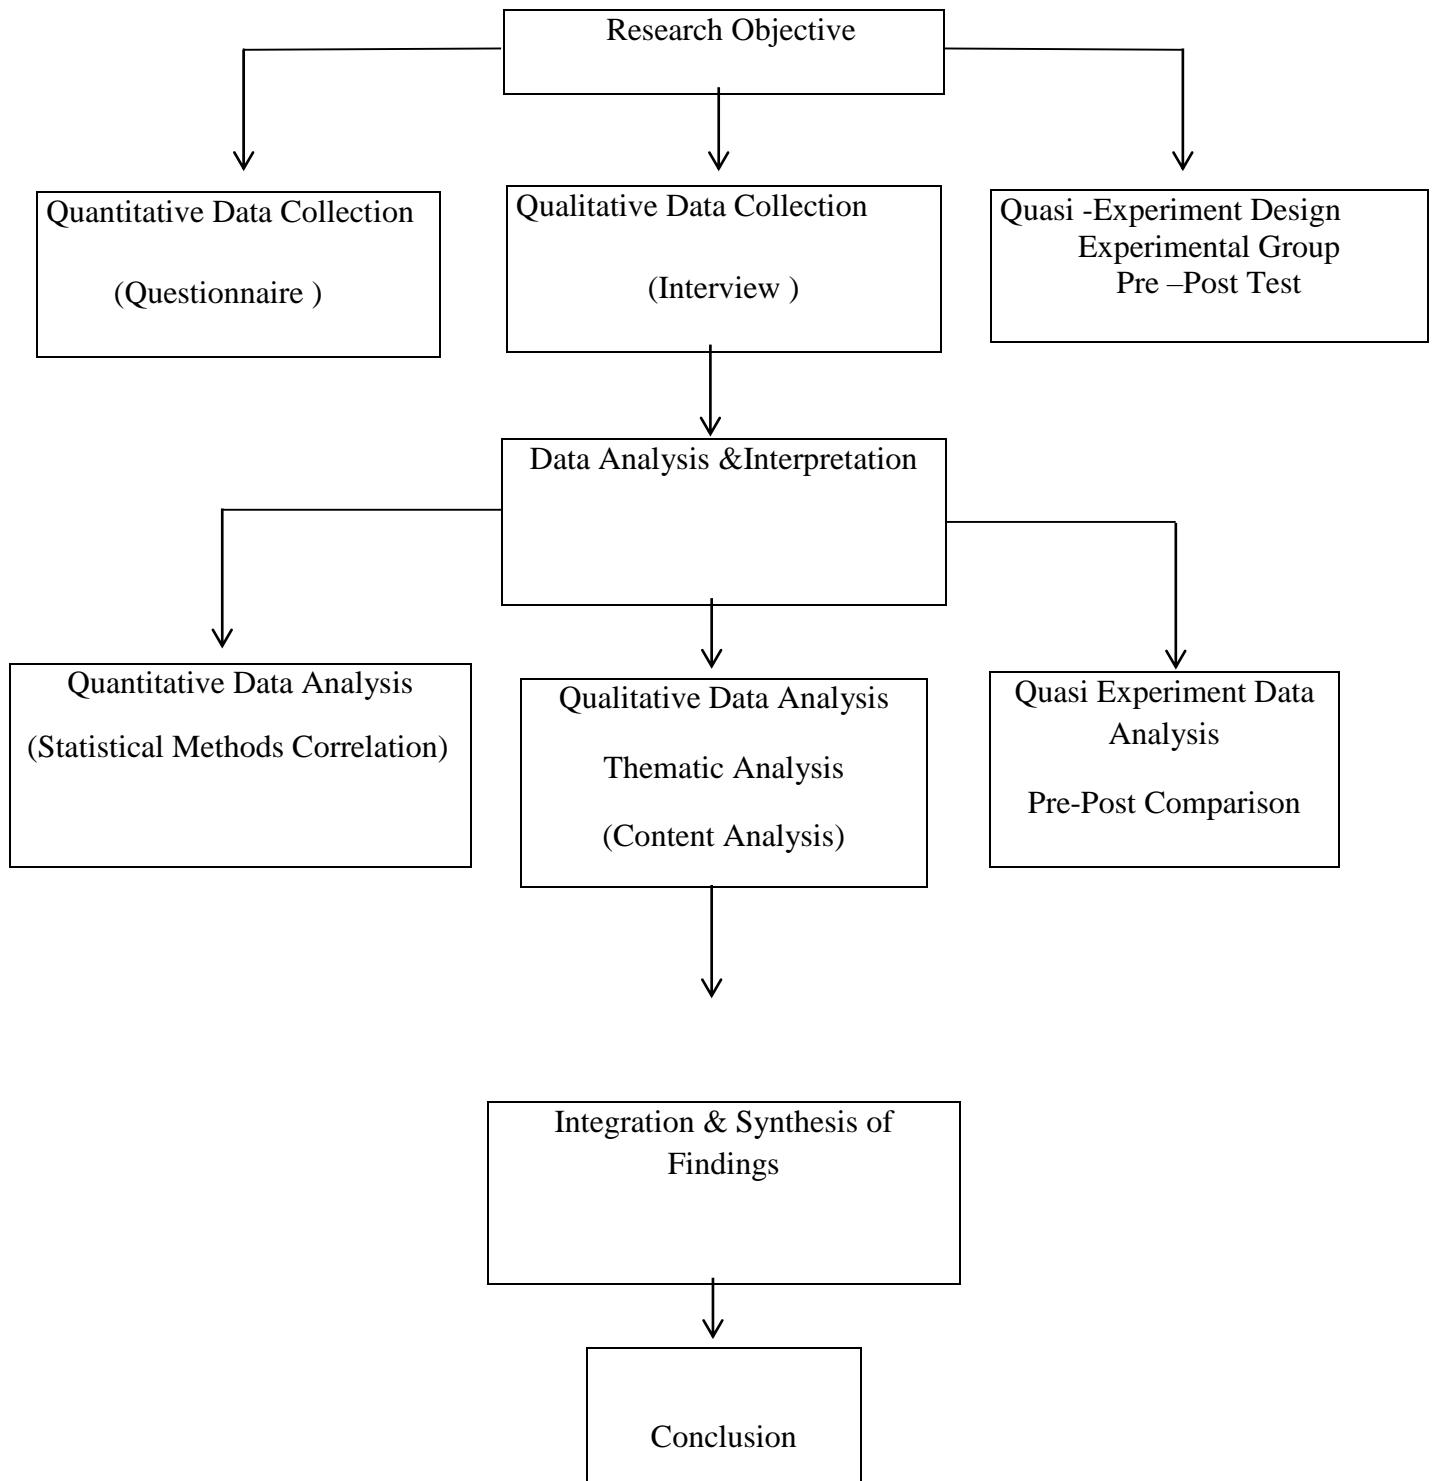 Research Objective
Quantitative Data Collection
(Questionnaire )
Qualitative Data Collection
(Interview )
Quasi -Experiment Design
Experimental Group
Pre –Post Test
Data Analysis &Interpretation
Quantitative Data Analysis
(Statistical Methods Correlation)
Qualitative Data Analysis
Thematic Analysis
(Content Analysis)
Quasi Experiment Data
Analysis
Pre-Post Comparison
Integration & Synthesis of
Findings
Conclusion